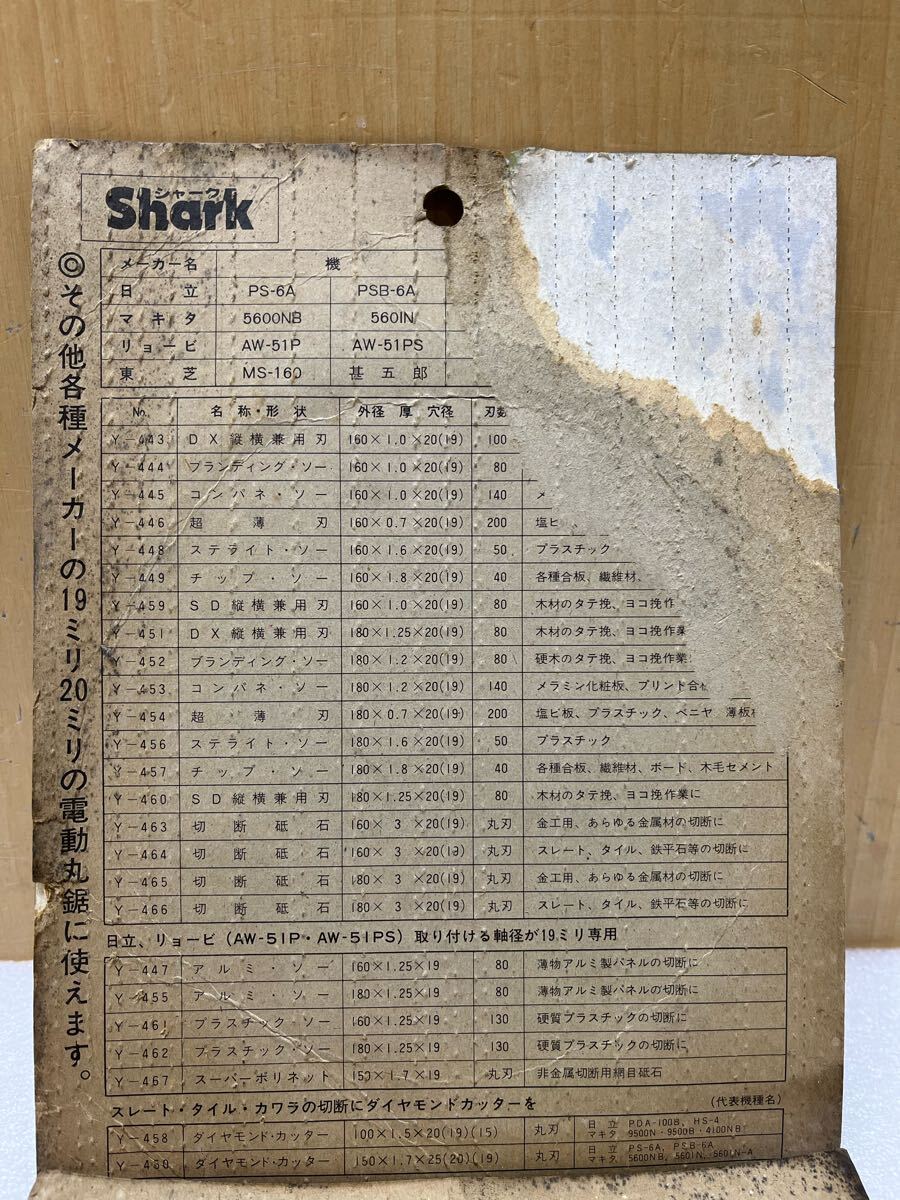 シャーク
Shark
◎その他各種メーカーの19ミリ20ミリの電動丸鋸に使えます。
メーカー名 機
日立 PS-6A PSB-6A
マキタ 5600NB 560IN
リョービ AW-51P AW-51PS
東芝 MS-160 甚五郎
No. 名称・形状 外径 厚 穴径 刃数
Y-443 DX縦横兼用刃 160×1.0×20(19) 100
Y-444 ブランディング・ソー 160×1.0×20(19) 80
Y-445 コンパネ・ソー 160×1.0×20(19) 140 メ
Y-446 超薄刃 160×0.7×20(19) 200 塩ビ
Y-448 ステライト・ソー 160×1.6×20(19) 50 プラスチック
Y-449 チップ・ソー 160×1.8×20(19) 40 各種合板、繊維材、
Y-459 SD縦横兼用刃 160×1.0×20(19) 80 木材のタテ挽、ヨコ挽作
Y-451 DX縦横兼用刃 180×1.25×20(19) 80 木材のタテ挽、ヨコ挽作業
Y-452 ブランディング・ソー 180×1.2×20(19) 80 硬木のタテ挽、ヨコ挽作業
Y-453 コンパネ・ソー 180×1.2×20(19) 140 メラミン化粧板、プリント合
Y-454 超薄刃 180×0.7×20(19) 200 塩ビ板、プラスチック、ベニヤ、薄板
Y-456 ステライト・ソー 180×1.6×20(19) 50 プラスチック
Y-457 チップ・ソー 180×1.8×20(19) 40 各種合板、繊維材、ボード、木毛セメント
Y-460 SD縦横兼用刃 180×1.25×20(19) 80 木材のタテ挽、ヨコ挽作業に
Y-463 切断砥石 160×3×20(19) 丸刃 金工用、あらゆる金属材の切断に
Y-464 切断砥石 160×3×20(19) 丸刃 スレート、タイル、鉄平石等の切断に
Y-465 切断砥石 180×3×20(19) 丸刃 金工用、あらゆる金属材の切断に
Y-466 切断砥石 180×3×20(19) 丸刃 スレート、タイル、鉄平石等の切断に
日立、リョービ(AW-51P・AW-51PS)取り付ける軸径が19ミリ専用
Y-447 アルミ・ソー 160×1.25×19 80 薄物アルミ製パネルの切断に
Y-455 アルミ・ソー 180×1.25×19 80 薄物アルミ製パネルの切断に
Y-461 プラスチック・ソー 160×1.25×19 130 硬質プラスチックの切断に
Y-462 プラスチック・ソー 180×1.25×19 130 硬質プラスチックの切断に
Y-467 スーパーボリネット 150×1.7×19 丸刃 非金属切断用網目砥石
スレート・タイル・カワラの切断にダイヤモンドカッターを (代表機種名)
Y-458 ダイヤモンド・カッター 100×1.5×20(19)(15) 丸刃 日立 PDA-100B、HS-4
マキタ 9500N・9500B・4100NB
Y-480 ダイヤモンド・カッター 150×1.7×25(20)(19) 丸刃 日立 PS-6A、PSB-6A
マキタ 5600NB、5601N、5601N-A